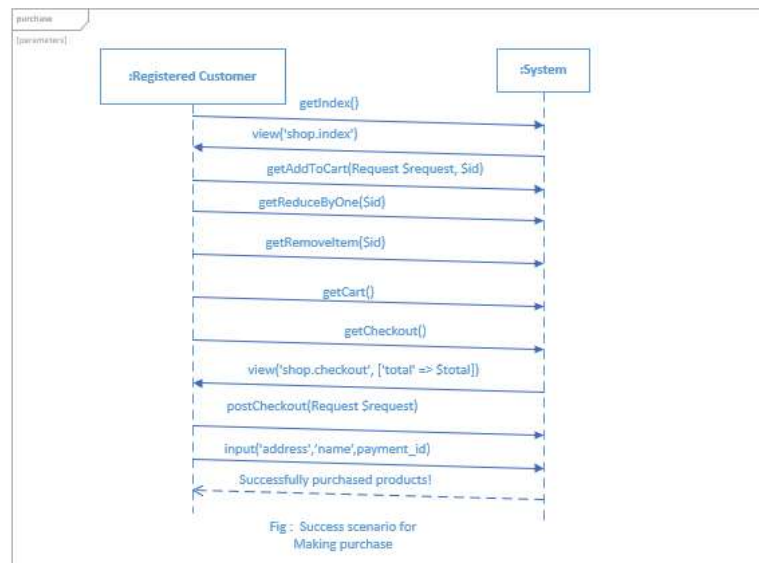 purchase
[parameters]
:Registered Customer
:System
getIndex()
view('shop.index')
getAddToCart(Request $request, $id)
getReduceByOne($id)
getRemoveItem($id)
getCart()
getCheckout()
view('shop.checkout', ['total' => $total])
postCheckout(Request $request)
input('address','name',payment_id)
Successfully purchased products!
Fig : Success scenario for
Making purchase